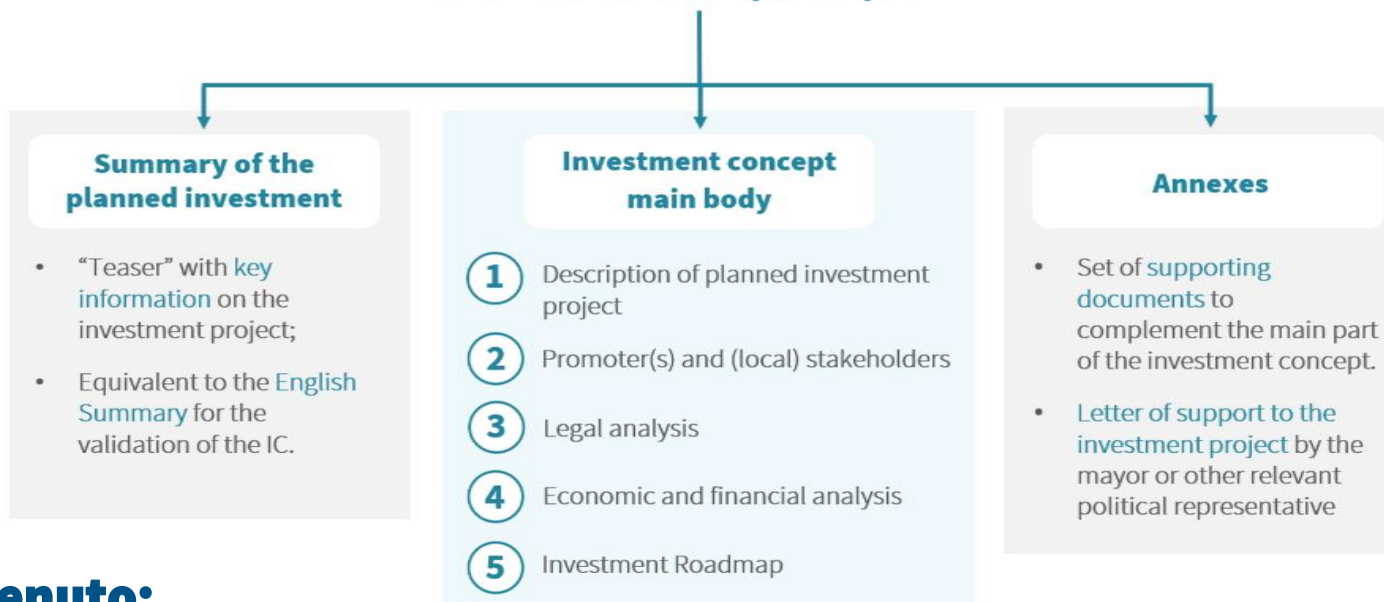 Summary of the
planned investment
• “Teaser” with key
information on the
investment project;
• Equivalent to the English
Summary for the
validation of the IC.
Investment concept
main body
1 Description of planned investment
project
2 Promoter(s) and (local) stakeholders
3 Legal analysis
4 Economic and financial analysis
5 Investment Roadmap
Annexes
• Set of supporting
documents to
complement the main part
of the investment concept.
• Letter of support to the
investment project by the
mayor or other relevant
political representative